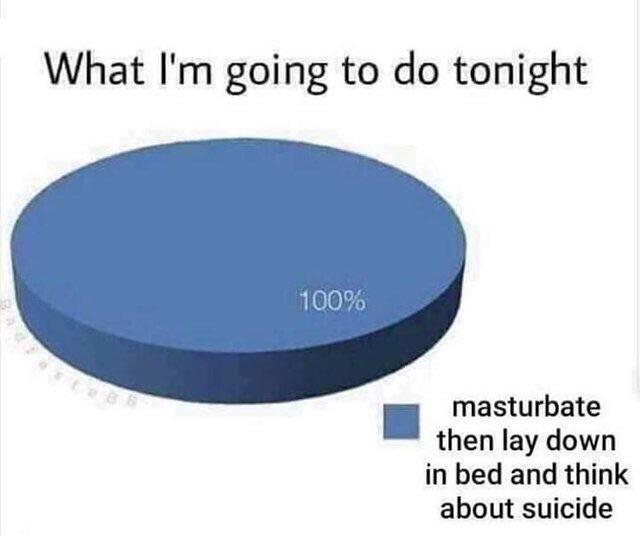 What I'm going to do tonight
100%
masturbate
then lay down
in bed and think
about suicide